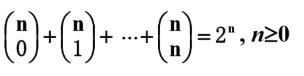 (n 0) + (n 1) + ... + (n n) = 2ⁿ, n≥0